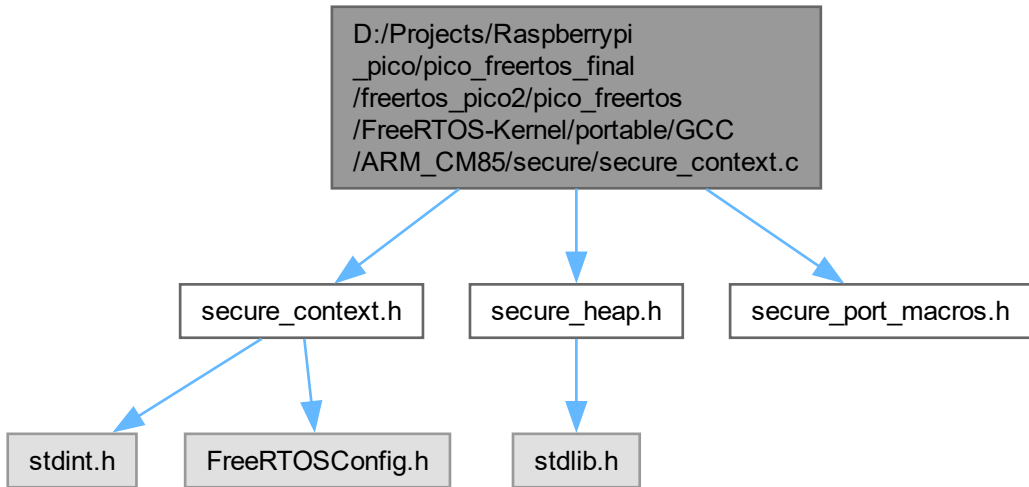 D:/Projects/Raspberrypi
_pico/pico_freertos_final
/freertos_pico2/pico_freertos
/FreeRTOS-Kernel/portable/GCC
/ARM_CM85/secure/secure_context.c
secure_context.h
secure_heap.h
secure_port_macros.h
stdint.h
FreeRTOSConfig.h
stdlib.h